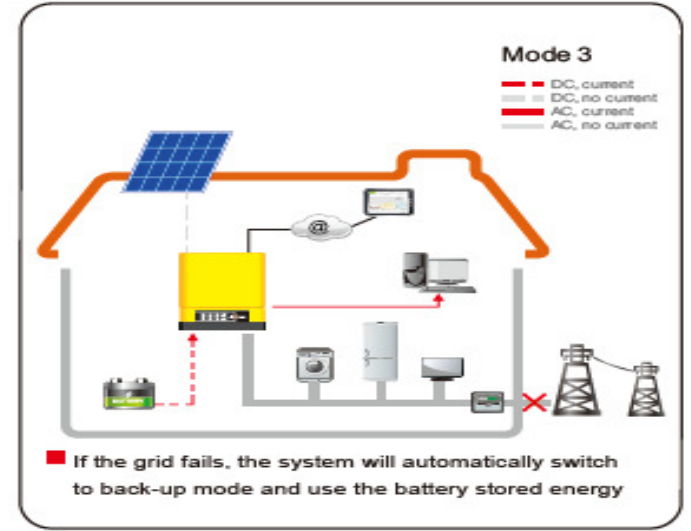 Mode 3
DC, current
DC, no current
AC, current
AC, no current
@
BATTERY
If the grid fails, the system will automatically switch
to back-up mode and use the battery stored energy